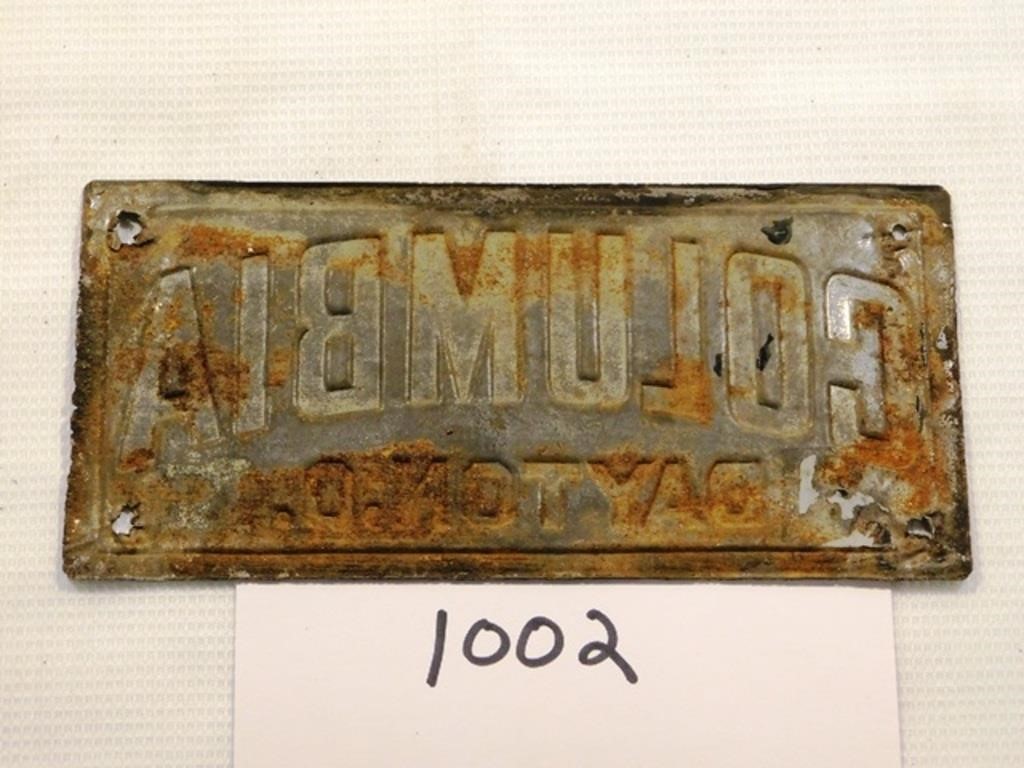 COLUMBIA
DAYTON, O.
1002